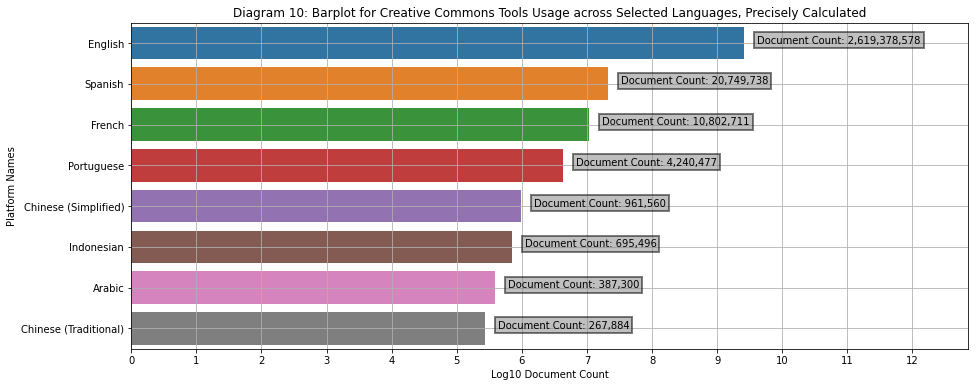 Diagram 10: Barplot for Creative Commons Tools Usage across Selected Languages, Precisely Calculated
English
Document Count: 2,619,378,578
Spanish
Document Count: 20,749,738
French
Document Count: 10,802,711
Portuguese
Document Count: 4,240,477
Chinese (Simplified)
Document Count: 961,560
Indonesian
Document Count: 695,496
Arabic
Document Count: 387,300
Chinese (Traditional)
Document Count: 267,884
Platform Names
0 1 2 3 4 5 6 7 8 9 10 11 12
Log10 Document Count